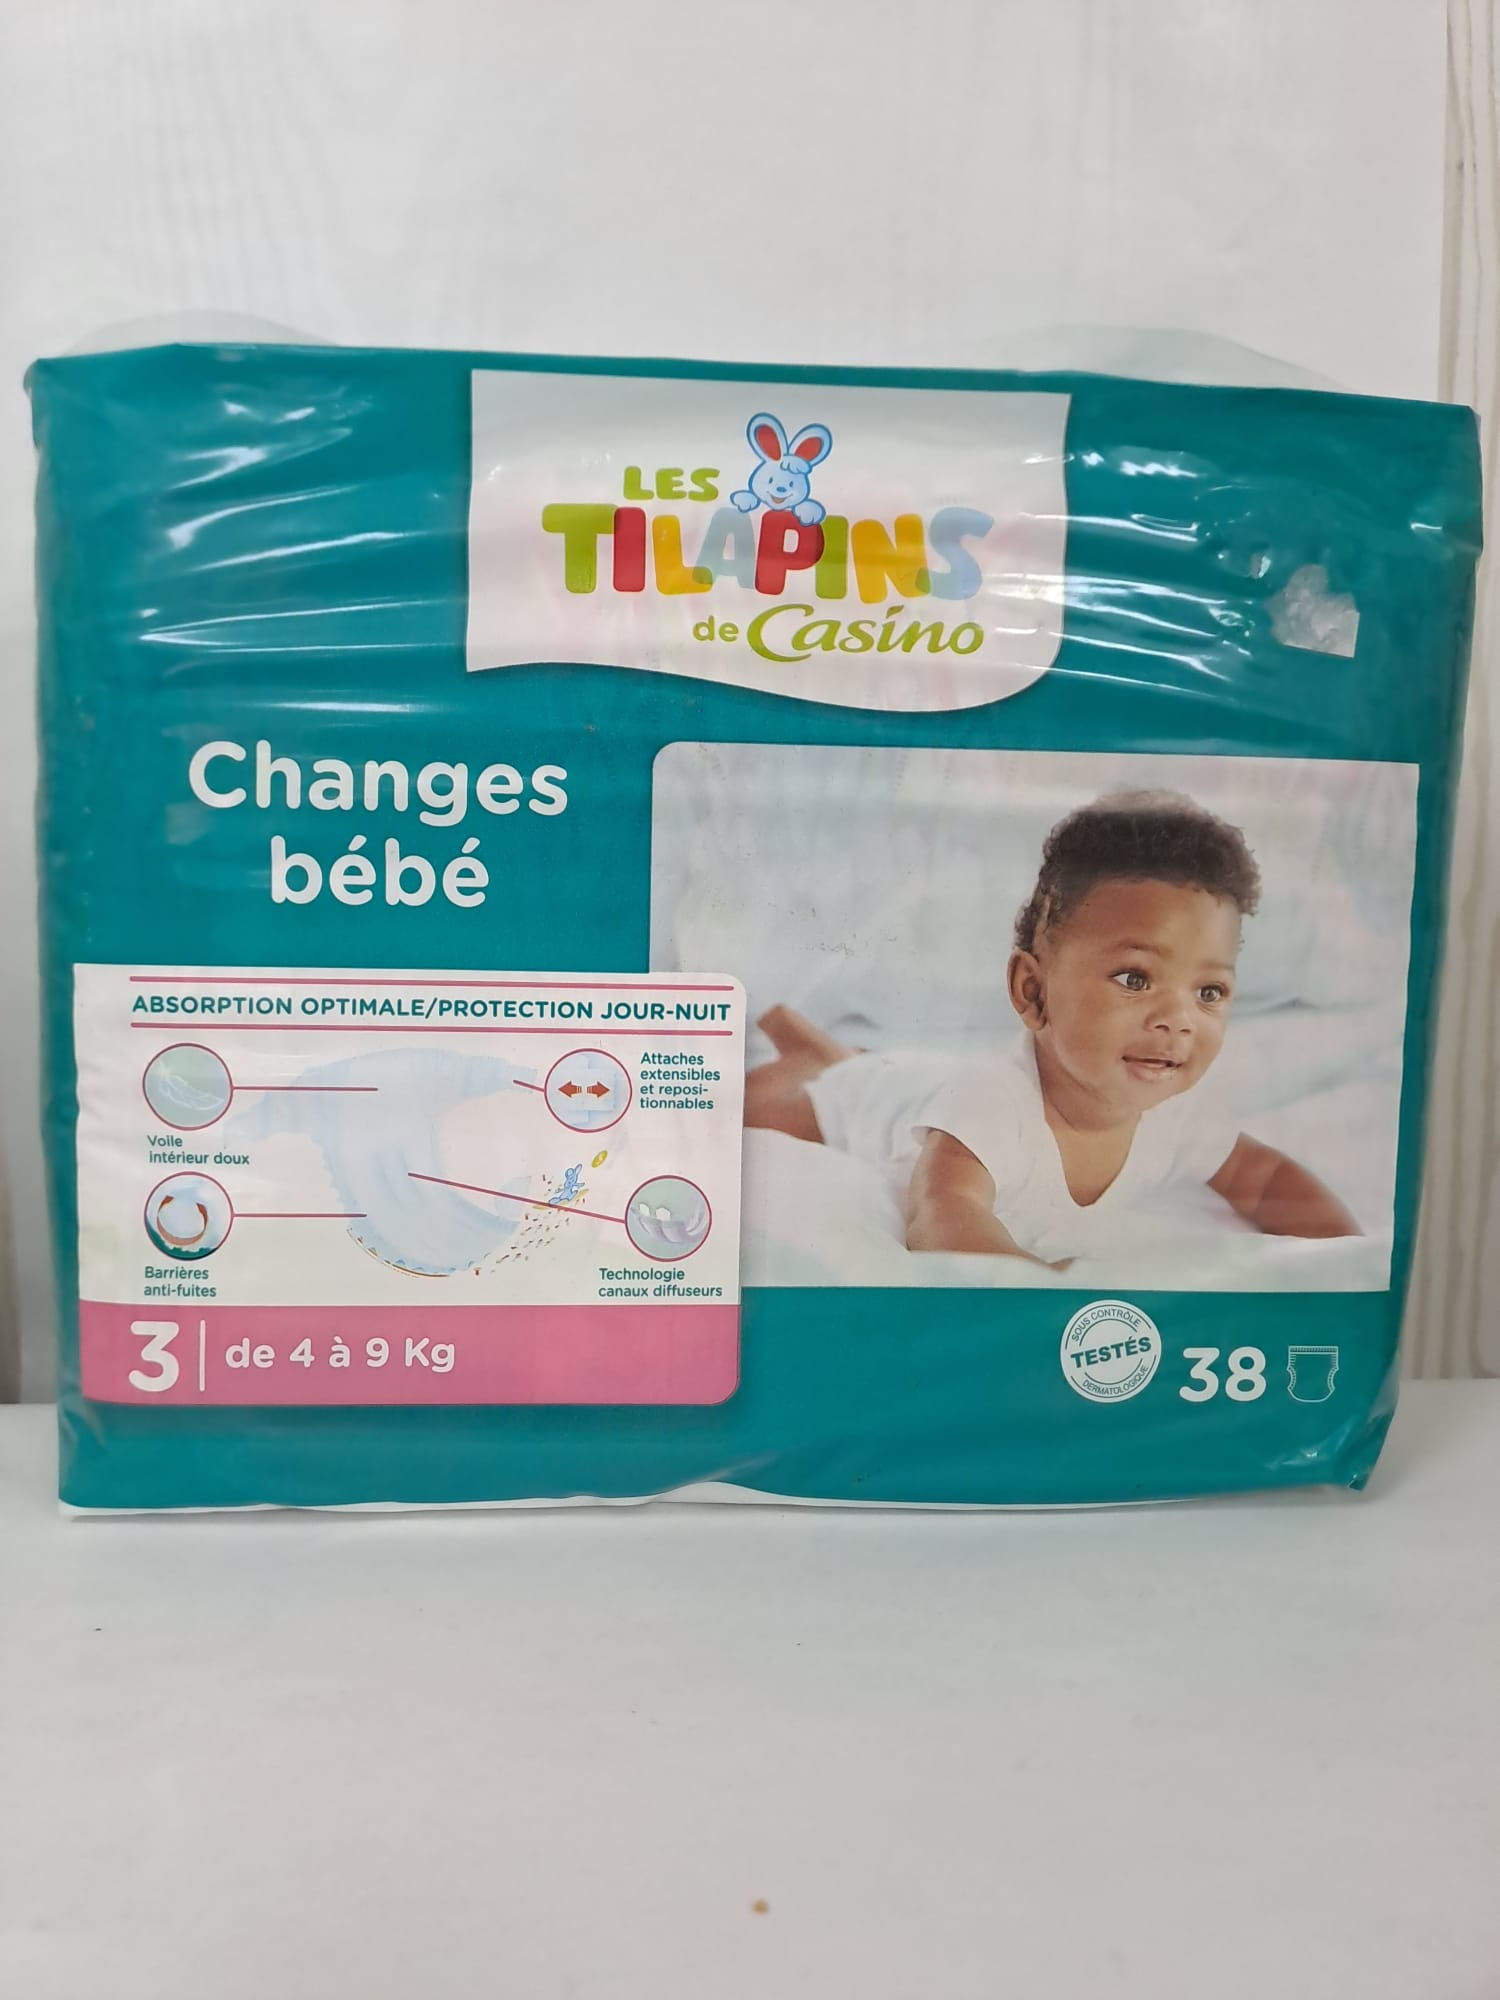 LES
TILAPINS
de Casino
Changes
bébé
ABSORPTION OPTIMALE/PROTECTION JOUR-NUIT
Voile
intérieur doux
Attaches
extensibles
et reposi-
tionnables
Barrières
anti-fuites
Technologie
canaux diffuseurs
3 de 4 à 9 Kg
SOUS CONTRÔLE
TESTÉS
DERMATOLOGIQUE
38